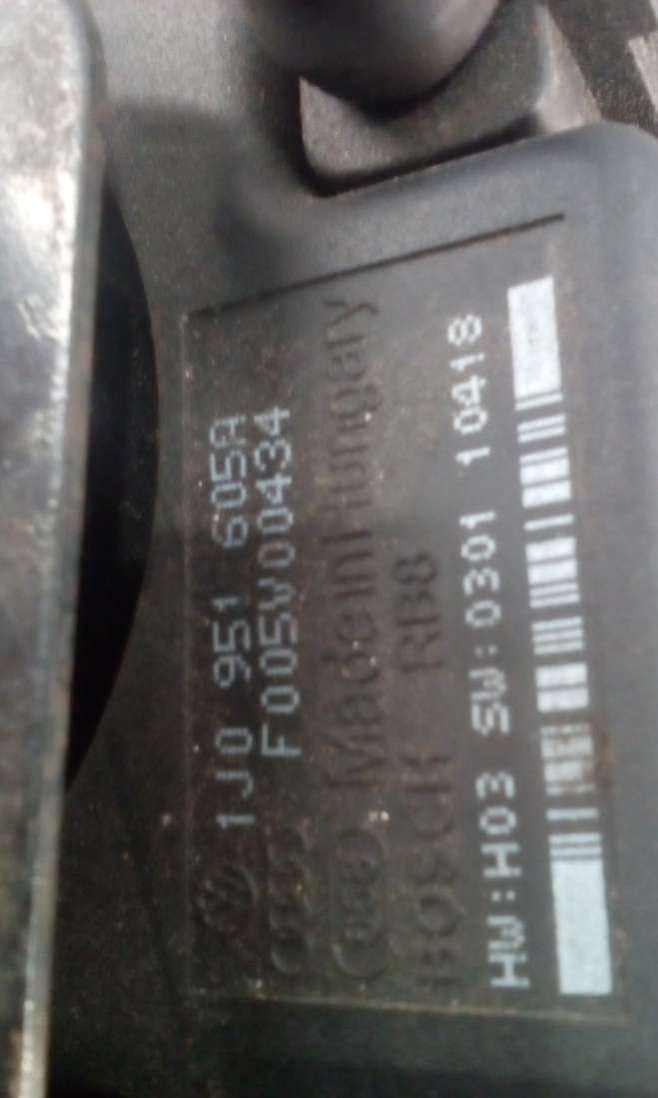 1J0 951 605A
F005V00434
Made in Hungary
BOSCH RB8
HW:H03 SW:0301 10418